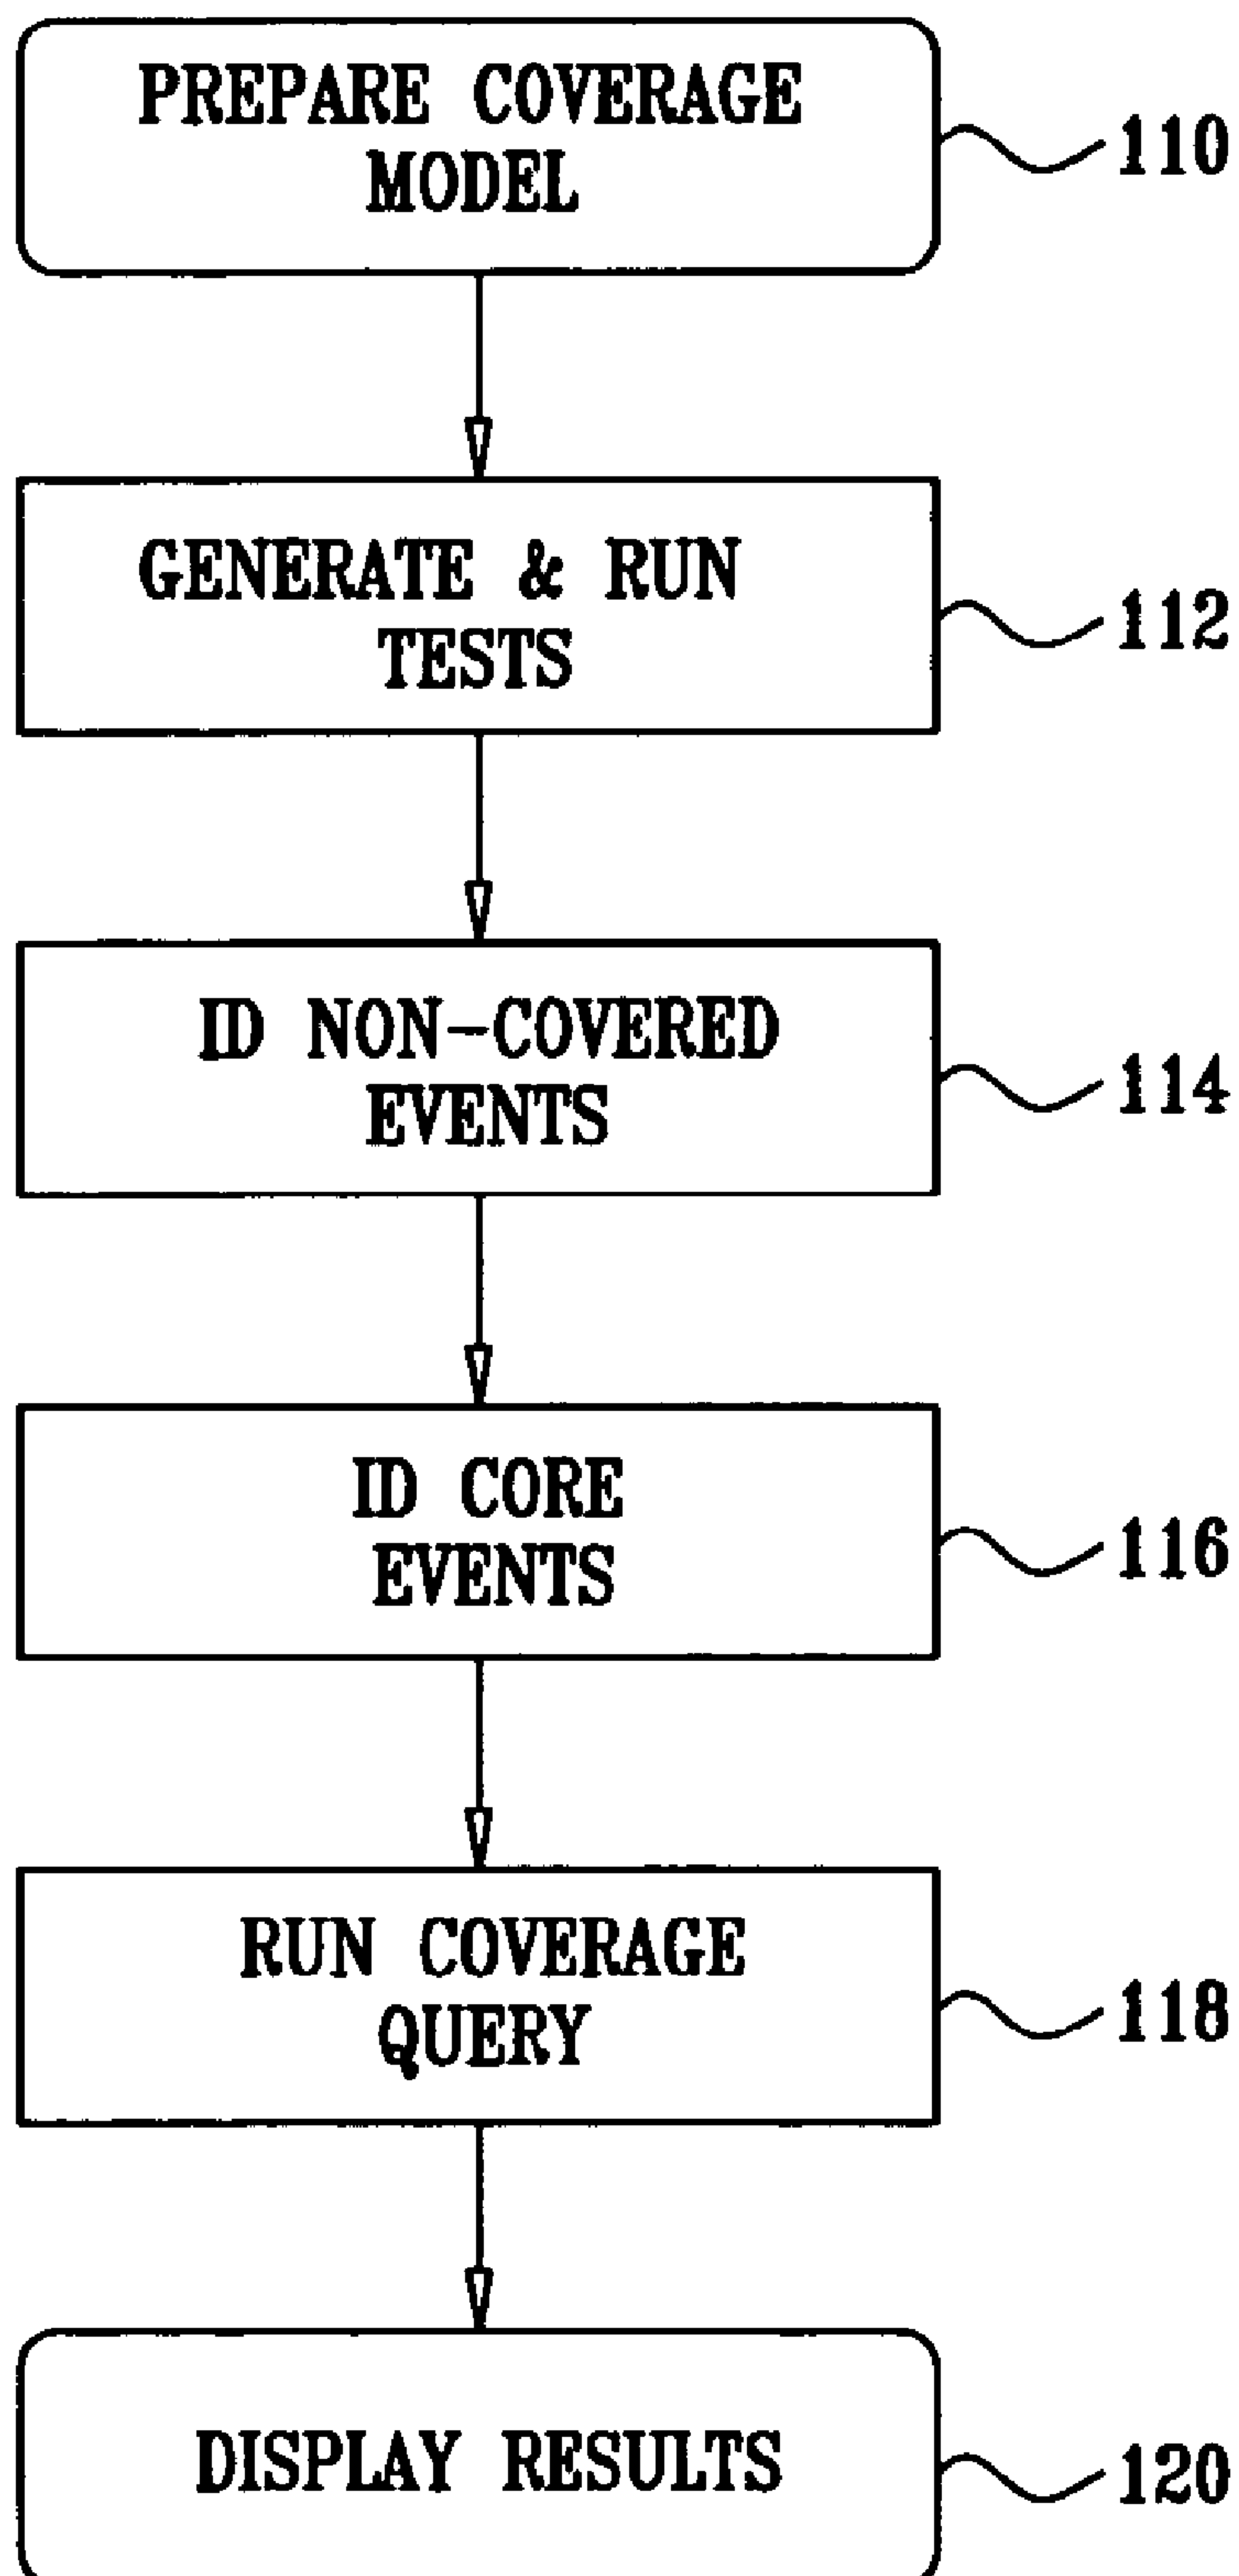 PREPARE COVERAGE
MODEL
110
GENERATE & RUN
TESTS
112
ID NON-COVERED
EVENTS
114
ID CORE
EVENTS
116
RUN COVERAGE
QUERY
118
DISPLAY RESULTS
120